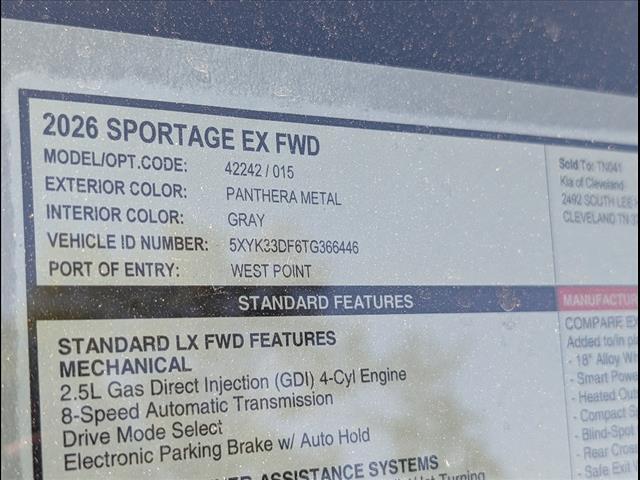 2026 SPORTAGE EX FWD
MODEL/OPT.CODE: 42242 / 015
EXTERIOR COLOR: PANTHERA METAL
INTERIOR COLOR: GRAY
VEHICLE ID NUMBER: 5XYK33DF6TG366446
PORT OF ENTRY: WEST POINT
Sold To: TN041
Kia of Cleveland
2492 SOUTH LEE
CLEVELAND TN
STANDARD FEATURES
STANDARD LX FWD FEATURES
MECHANICAL
2.5L Gas Direct Injection (GDI) 4-Cyl Engine
8-Speed Automatic Transmission
Drive Mode Select
Electronic Parking Brake w/ Auto Hold
ASSISTANCE SYSTEMS
MANUFACTU
COMPARE E
Added to/in p
- 18" Alloy W
- Smart Powe
- Heated Out
- Compact S
- Blind-Spot
- Rear Cross
- Safe Exit